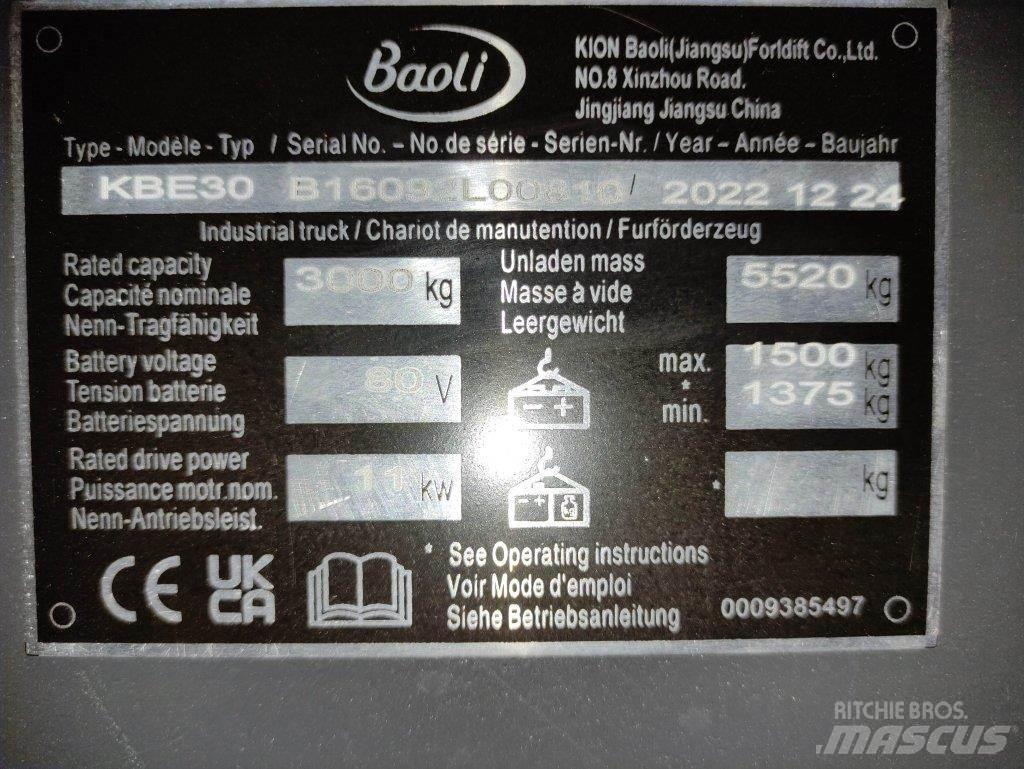 Baoli
KION Baoli(Jiangsu)Forldift Co.,Ltd.
NO.8 Xinzhou Road.
Jingjiang Jiangsu China
Type - Modèle - Typ / Serial No. – No.de série - Serien-Nr. / Year – Année – Baujahr
KBE30 B16092L00810 / 2022 12 24
Industrial truck / Chariot de manutention / Furförderzeug
Rated capacity
Capacité nominale
Nenn-Tragfähigkeit
3000 kg
Unladen mass
Masse à vide
Leergewicht
5520 kg
Battery voltage
Tension batterie
Batteriespannung
80 V
max. 1500 kg
*
min. 1375 kg
Rated drive power
Puissance motr.nom.
Nenn-Antriebsleist.
11 kw
* kg
CE UK CA
* See Operating instructions
Voir Mode d'emploi
Siehe Betriebsanleitung
0009385497
RITCHIE BROS.
MASCUS